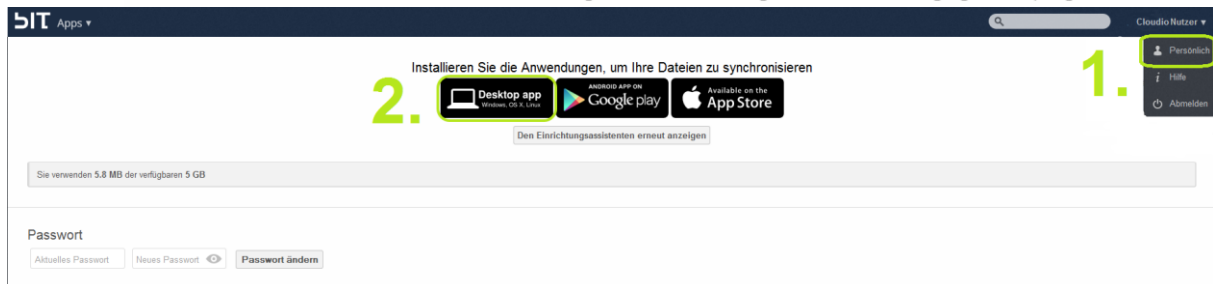 bIT Apps
Cloudio Nutzer
1.
Persönlich
Hilfe
Abmelden
Installieren Sie die Anwendungen, um Ihre Dateien zu synchronisieren
2.
Desktop app
Windows, OS X, Linux
ANDROID APP ON
Google play
Available on the
App Store
Den Einrichtungsassistenten erneut anzeigen
Sie verwenden 5.8 MB der verfügbaren 5 GB
Passwort
Aktuelles Passwort Neues Passwort Passwort ändern